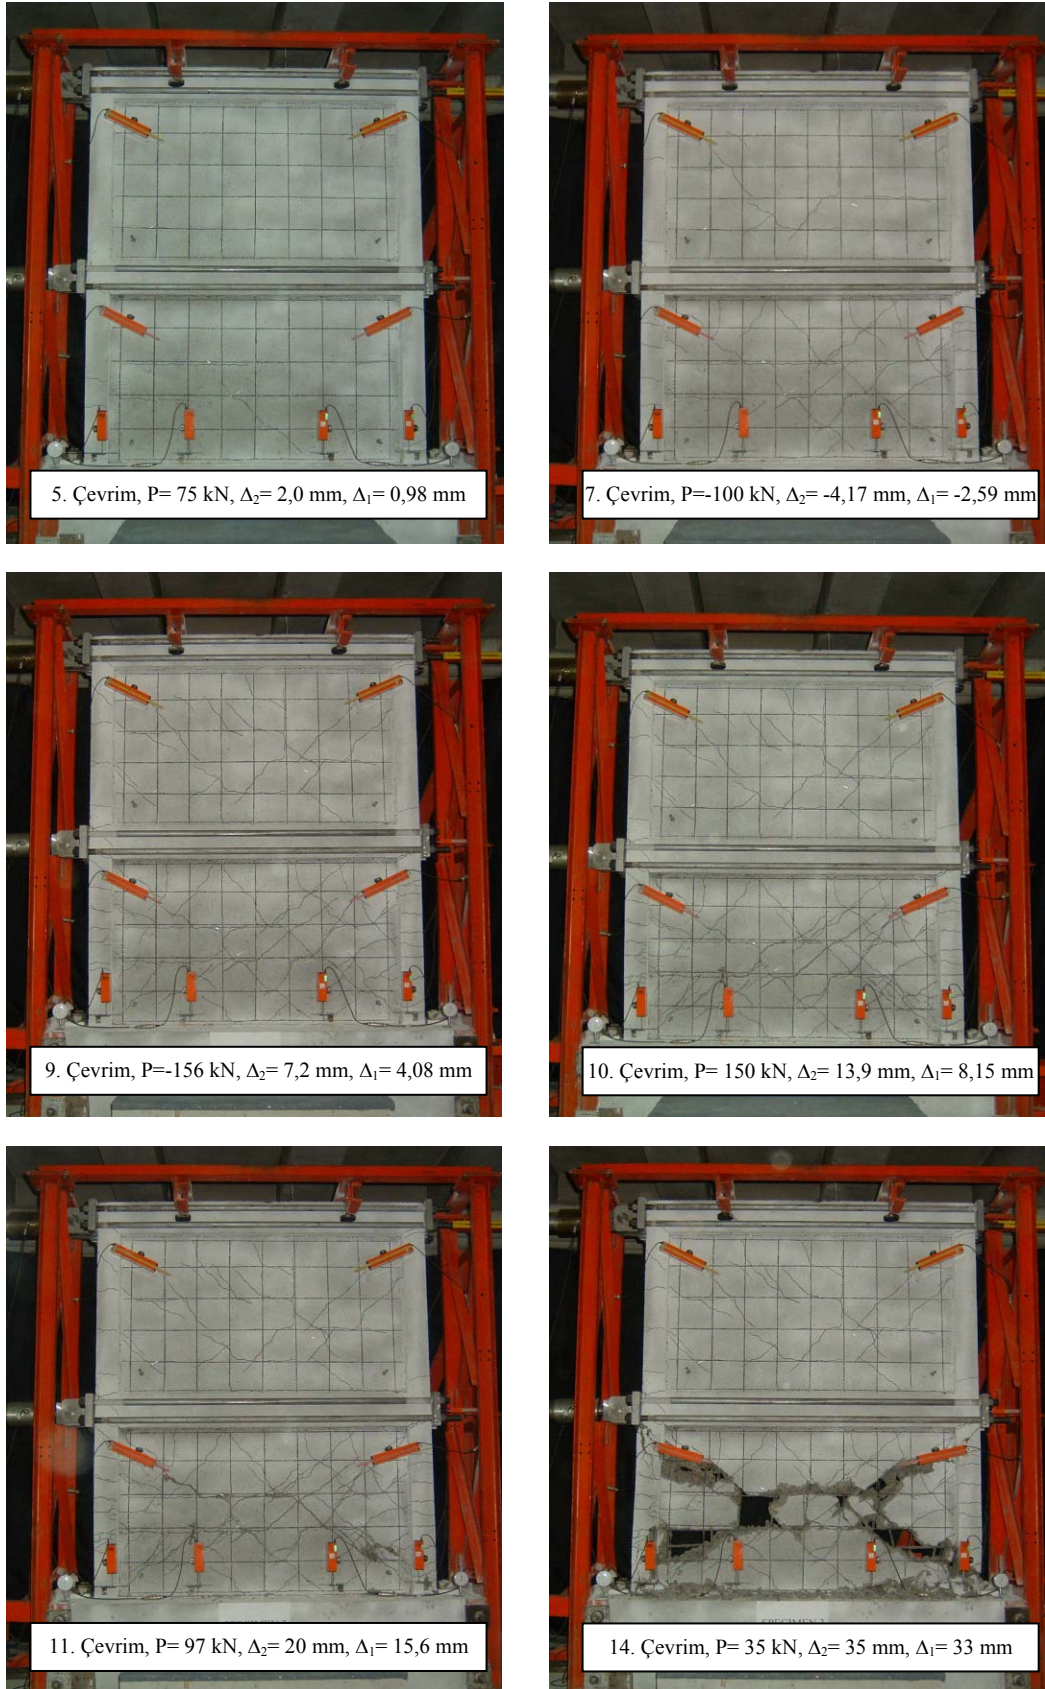 5. Çevrim, P= 75 kN, Δ₂= 2,0 mm, Δ₁= 0,98 mm
7. Çevrim, P=-100 kN, Δ₂= -4,17 mm, Δ₁= -2,59 mm
9. Çevrim, P=-156 kN, Δ₂= 7,2 mm, Δ₁= 4,08 mm
10. Çevrim, P= 150 kN, Δ₂= 13,9 mm, Δ₁= 8,15 mm
11. Çevrim, P= 97 kN, Δ₂= 20 mm, Δ₁= 15,6 mm
SPECIMEN 2
14. Çevrim, P= 35 kN, Δ₂= 35 mm, Δ₁= 33 mm